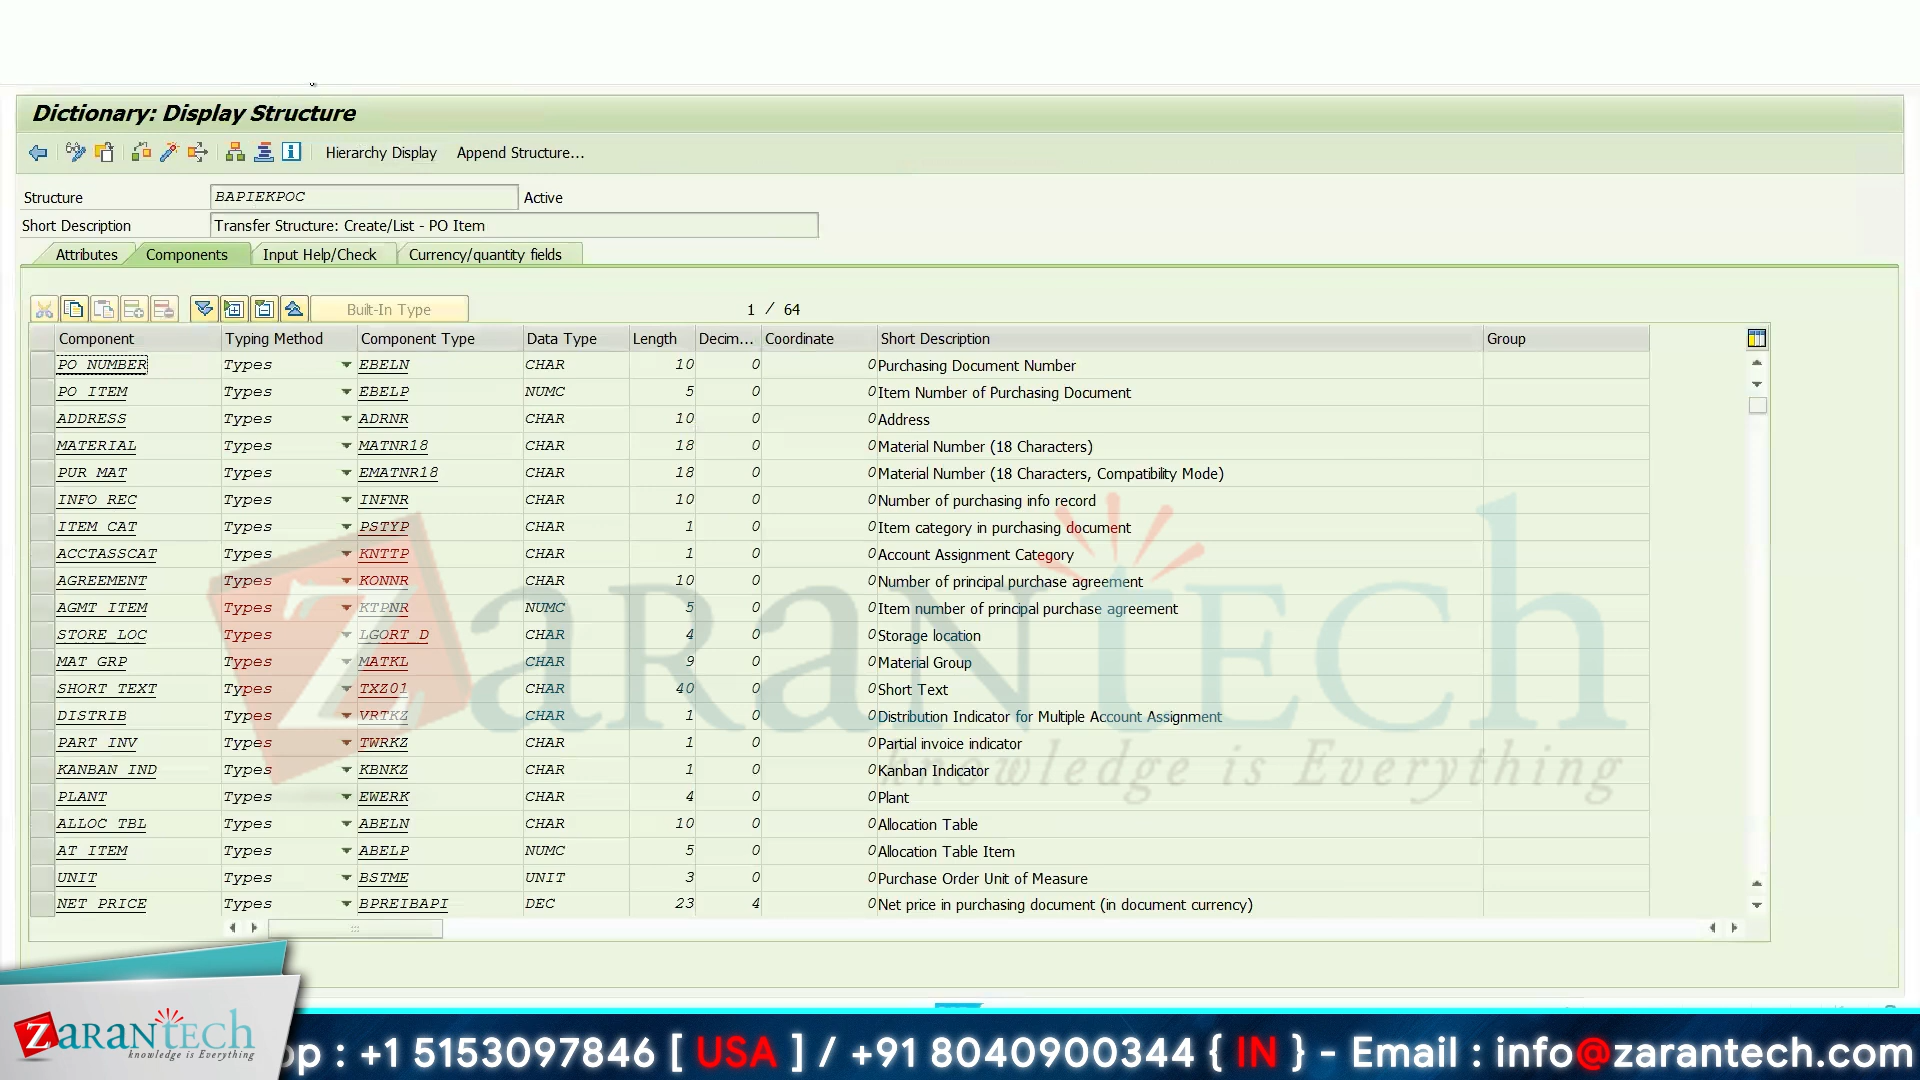 Dictionary: Display Structure
Hierarchy Display Append Structure...
Structure BAPIEKPOC Active
Short Description Transfer Structure: Create/List - PO Item
Attributes Components Input Help/Check Currency/quantity fields
Built-In Type 1 / 64
Component Typing Method Component Type Data Type Length Decim... Coordinate Short Description Group
PO_NUMBER Types EBELN CHAR 10 0 0 Purchasing Document Number
PO_ITEM Types EBELP NUMC 5 0 0 Item Number of Purchasing Document
ADDRESS Types ADRNR CHAR 10 0 0 Address
MATERIAL Types MATNR18 CHAR 18 0 0 Material Number (18 Characters)
PUR_MAT Types EMATNR18 CHAR 18 0 0 Material Number (18 Characters, Compatibility Mode)
INFO_REC Types INFNR CHAR 10 0 0 Number of purchasing info record
ITEM_CAT Types PSTYP CHAR 1 0 0 Item category in purchasing document
ACCTASSCAT Types KNTTP CHAR 1 0 0 Account Assignment Category
AGREEMENT Types KONNR CHAR 10 0 0 Number of principal purchase agreement
AGMT_ITEM Types KTPNR NUMC 5 0 0 Item number of principal purchase agreement
STORE_LOC Types LGORT_D CHAR 4 0 0 Storage location
MAT_GRP Types MATKL CHAR 9 0 0 Material Group
SHORT_TEXT Types TXZ01 CHAR 40 0 0 Short Text
DISTRIB Types VRTKZ CHAR 1 0 0 Distribution Indicator for Multiple Account Assignment
PART_INV Types TWRKZ CHAR 1 0 0 Partial invoice indicator
KANBAN_IND Types KBNKZ CHAR 1 0 0 Kanban Indicator
PLANT Types EWERK CHAR 4 0 0 Plant
ALLOC_TBL Types ABELN CHAR 10 0 0 Allocation Table
AT_ITEM Types ABELP NUMC 5 0 0 Allocation Table Item
UNIT Types BSTME UNIT 3 0 0 Purchase Order Unit of Measure
NET_PRICE Types BPREIBAPI DEC 23 4 0 Net price in purchasing document (in document currency)
ZARANTECH
knowledge is Everything
ZARANTECH
knowledge is Everything
pp : +1 5153097846 [ USA ] / +91 8040900344 { IN } - Email : info@zarantech.com